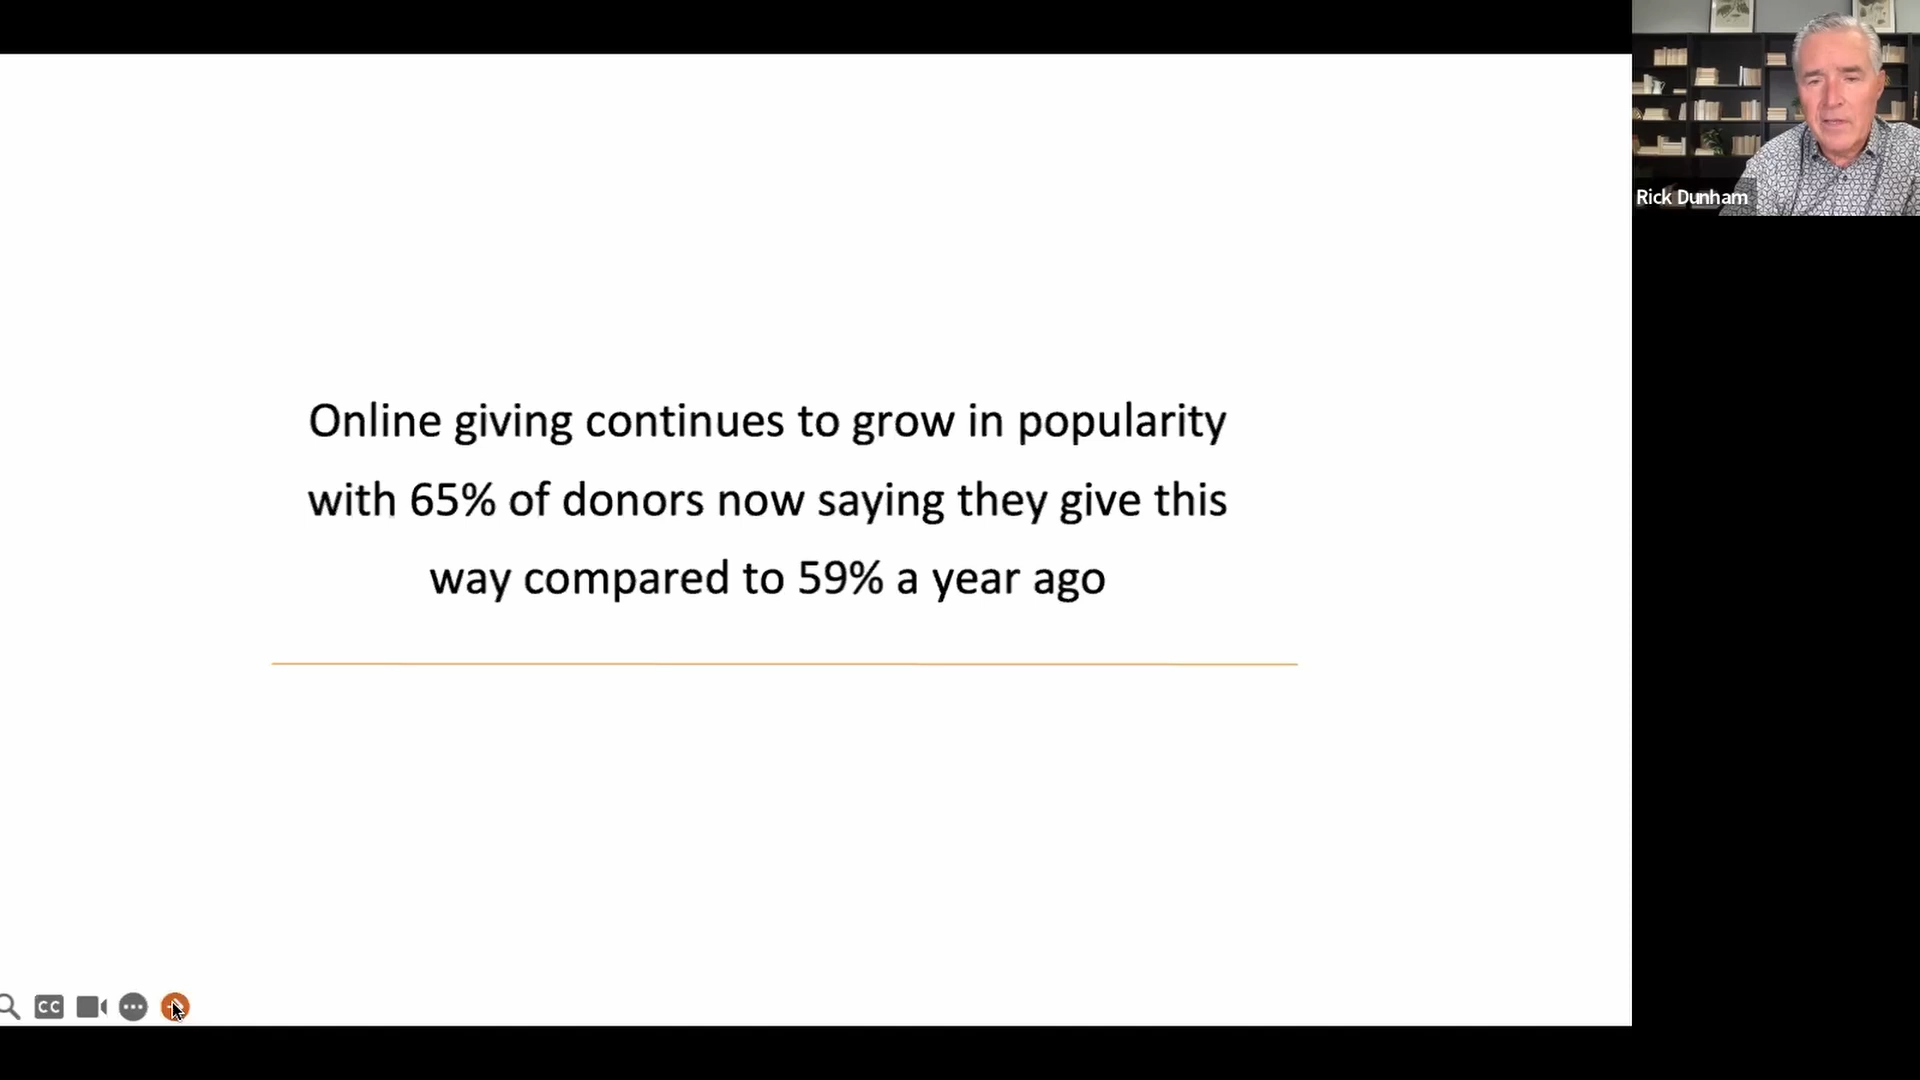 Rick Dunham
Online giving continues to grow in popularity
with 65% of donors now saying they give this
way compared to 59% a year ago
CC